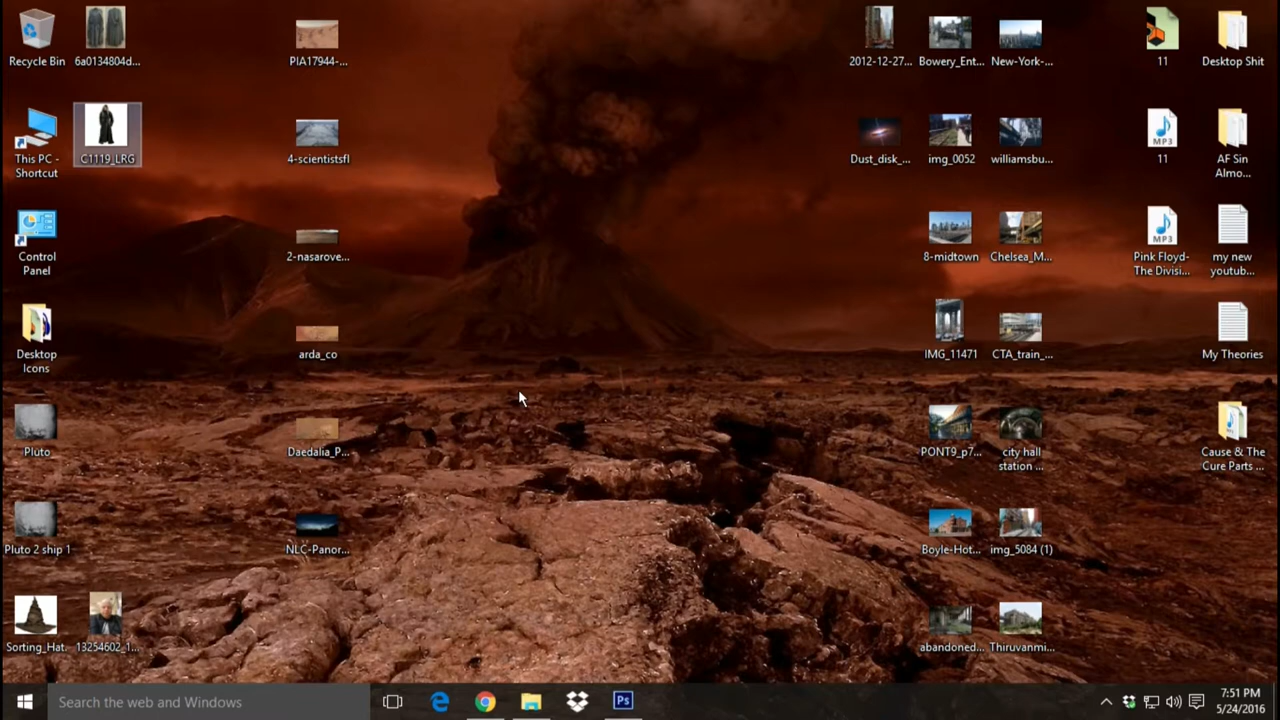 Recycle Bin
6a0134804d...
PIA17944-...
2012-12-27...
Bowery_Ent...
New-York-...
11
Desktop Shit
This PC -
Shortcut
C1119_LRG
4-scientistsfl
Dust_disk_...
img_0052
williamsbu...
MP3
11
AF Sin
Almo...
Control
Panel
2-nasarove...
8-midtown
Chelsea_M...
MP3
Pink Floyd-
The Divisi...
my new
youtub...
Desktop
Icons
arda_co
IMG_11471
CTA_train_...
My Theories
Pluto
Daedalia_P...
PONT9_p7...
city hall
station ...
Cause & The
Cure Parts ...
Pluto 2 ship 1
NLC-Panor...
Boyle-Hot...
img_5084 (1)
Sorting_Hat.
13254602_1...
abandoned...
Thiruvanmi...
Search the web and Windows
Ps
7:51 PM
5/24/2016